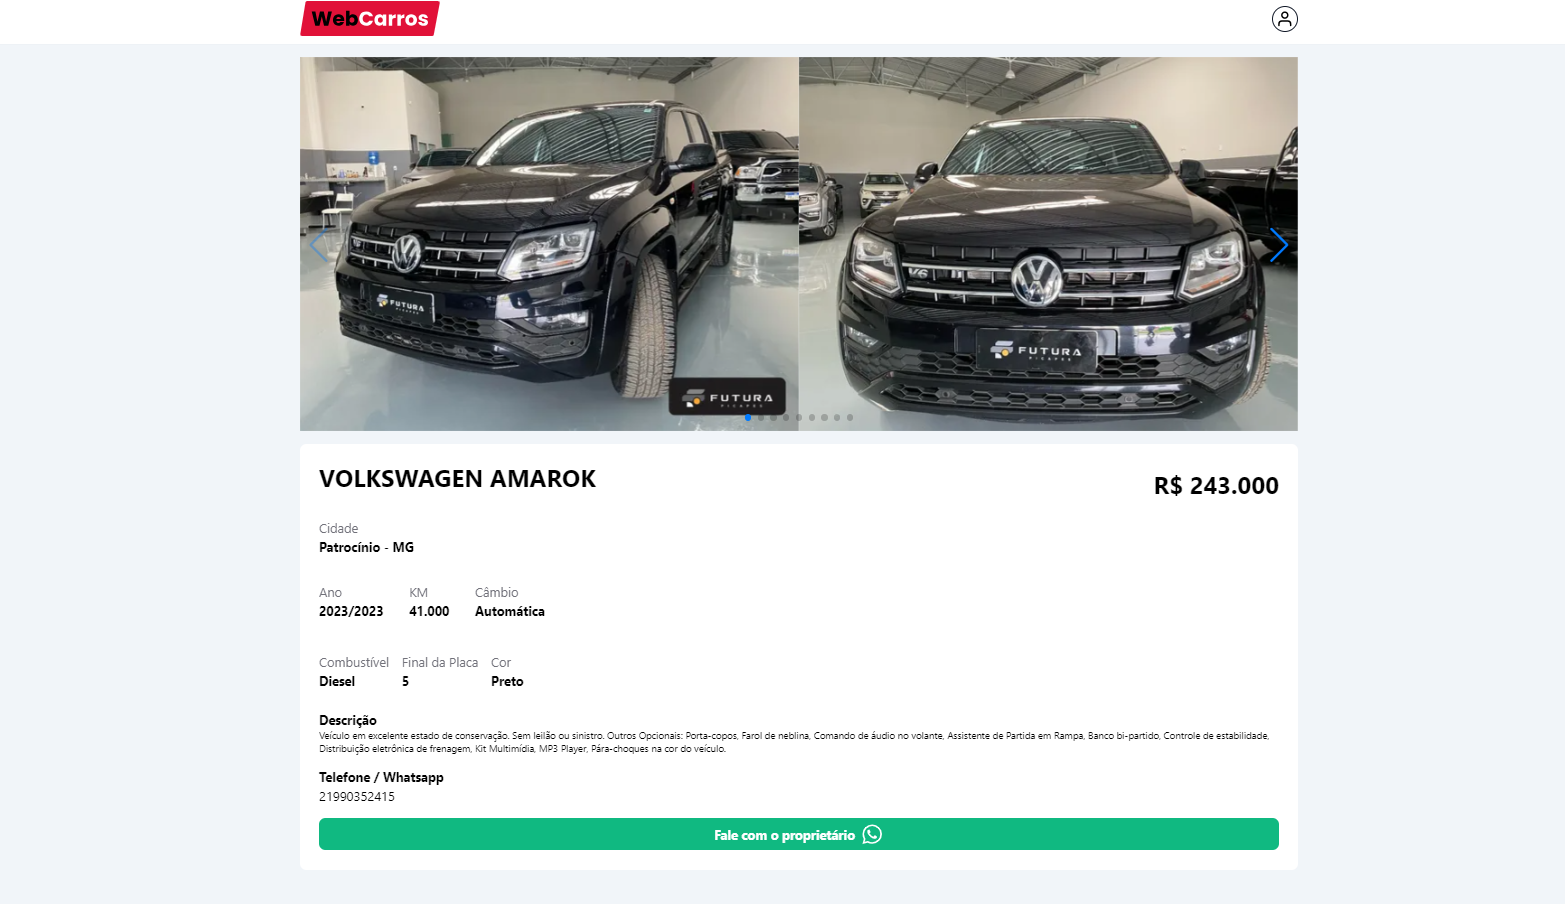 WebCarros
FUTURA
PICAPES
FUTURA
PICAPES
V6
FUTURA
PICAPES
VOLKSWAGEN AMAROK
R$ 243.000
Cidade
Patrocínio - MG
Ano KM Câmbio
2023/2023 41.000 Automática
Combustível Final da Placa Cor
Diesel 5 Preto
Descrição
Veículo em excelente estado de conservação. Sem leilão ou sinistro. Outros Opcionais: Porta-copos, Farol de neblina, Comando de áudio no volante, Assistente de Partida em Rampa, Banco bi-partido, Controle de estabilidade,
Distribuição eletrônica de frenagem, Kit Multimídia, MP3 Player, Pára-choques na cor do veículo.
Telefone / Whatsapp
21990352415
Fale com o proprietário